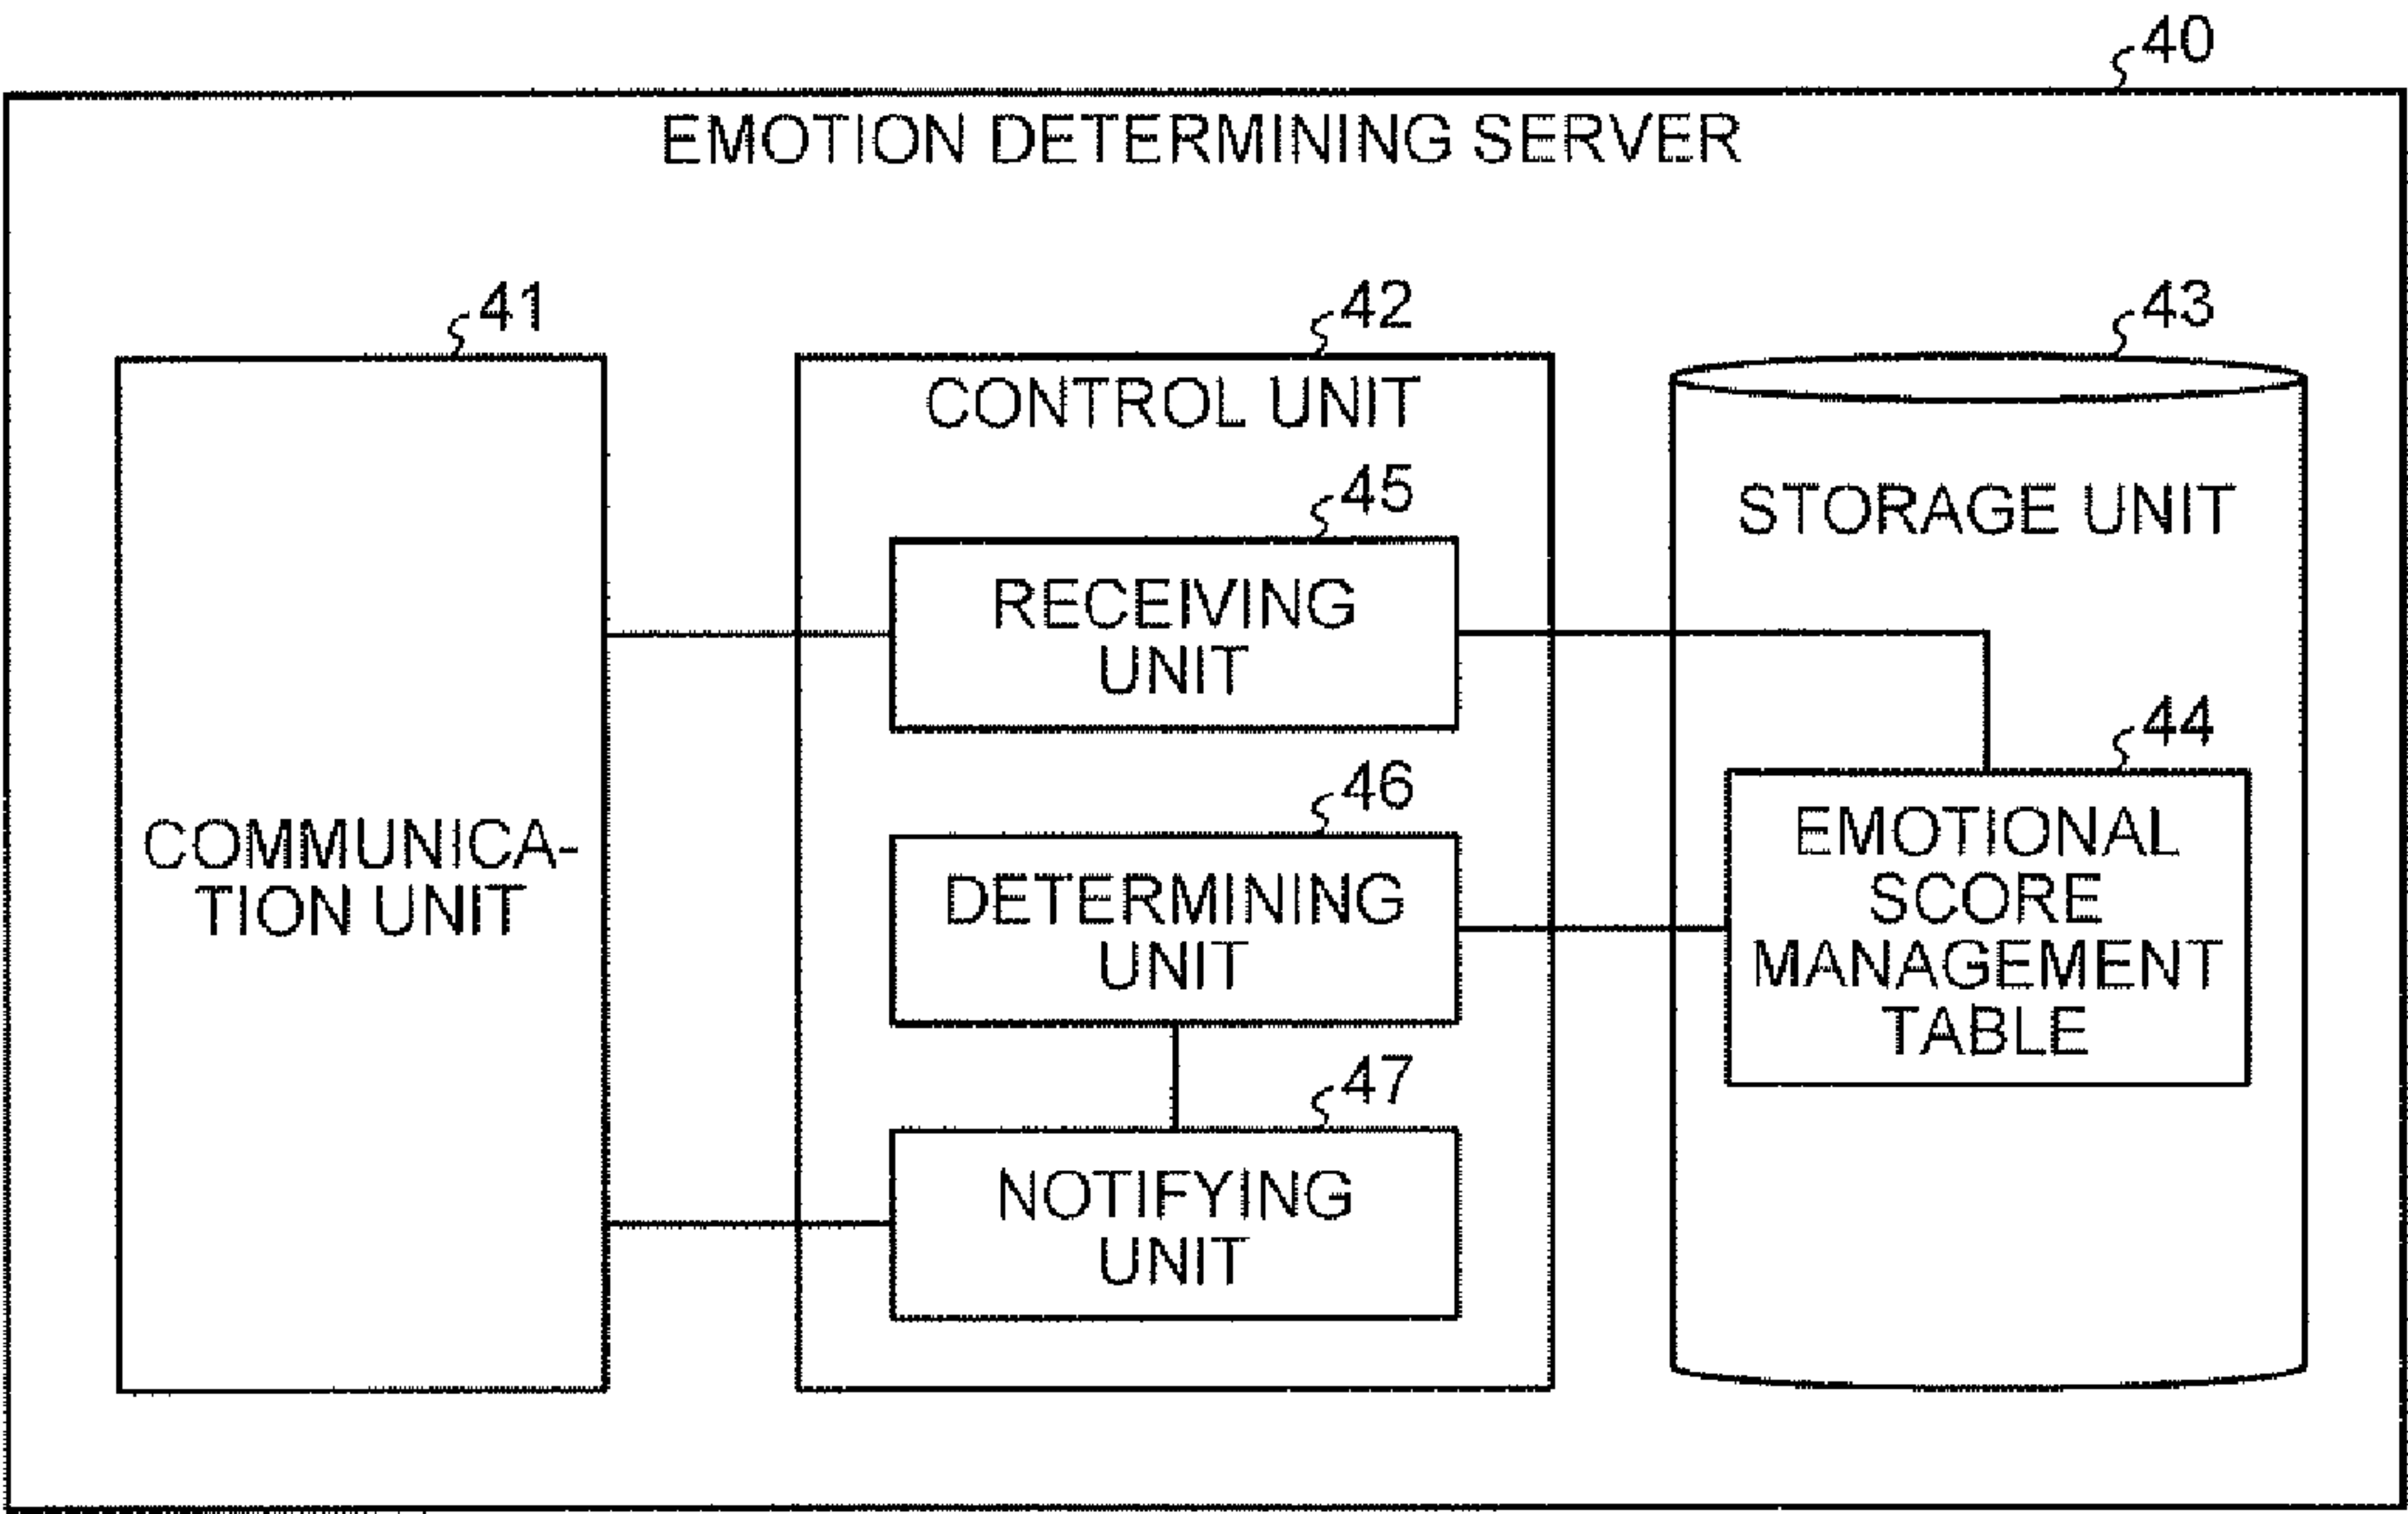 40
EMOTION DETERMINING SERVER
41
42
43
CONTROL UNIT
STORAGE UNIT
45
RECEIVING
UNIT
44
46
COMMUNICA-
TION UNIT
DETERMINING
UNIT
EMOTIONAL
SCORE
MANAGEMENT
TABLE
47
NOTIFYING
UNIT